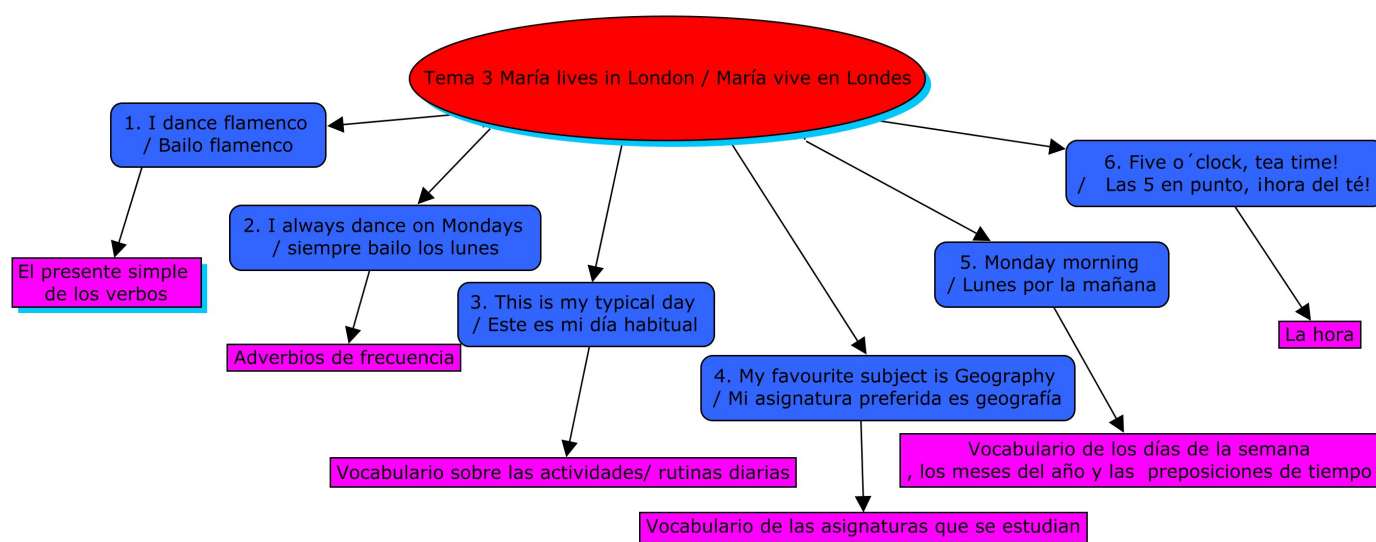 Tema 3 María lives in London / María vive en Londes
1. I dance flamenco
/ Bailo flamenco
El presente simple
de los verbos
2. I always dance on Mondays
/ siempre bailo los lunes
Adverbios de frecuencia
3. This is my typical day
/ Este es mi día habitual
Vocabulario sobre las actividades/ rutinas diarias
4. My favourite subject is Geography
/ Mi asignatura preferida es geografía
Vocabulario de las asignaturas que se estudian
5. Monday morning
/ Lunes por la mañana
Vocabulario de los días de la semana
, los meses del año y las preposiciones de tiempo
6. Five o´clock, tea time!
/ Las 5 en punto, ¡hora del té!
La hora